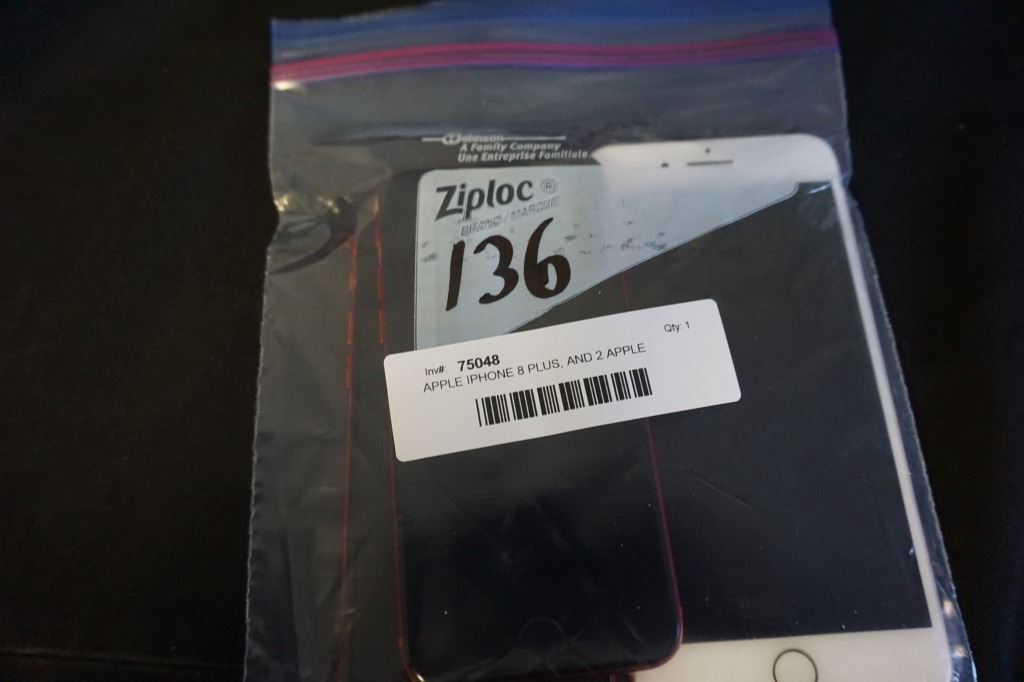 Johnson
A Family Company
Une Entreprise Familiale
Ziploc ®
BRAND / MARQUE
136
Inv#: 75048
Qty: 1
APPLE IPHONE 8 PLUS, AND 2 APPLE